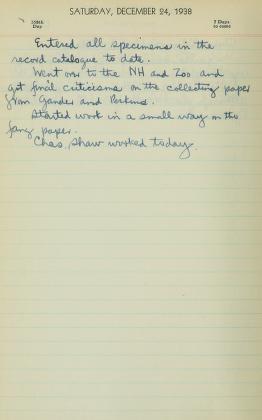 SATURDAY, DECEMBER 24, 1938
358th
Day
7 Days
to come
Entered all specimens in the
record catalogue to date.
Went over to the NH and Zoo and
got final criticisms on the collecting paper
from Gander and Perkins.
Started work in a small way on the
fang paper.
Chas. Shaw worked today.